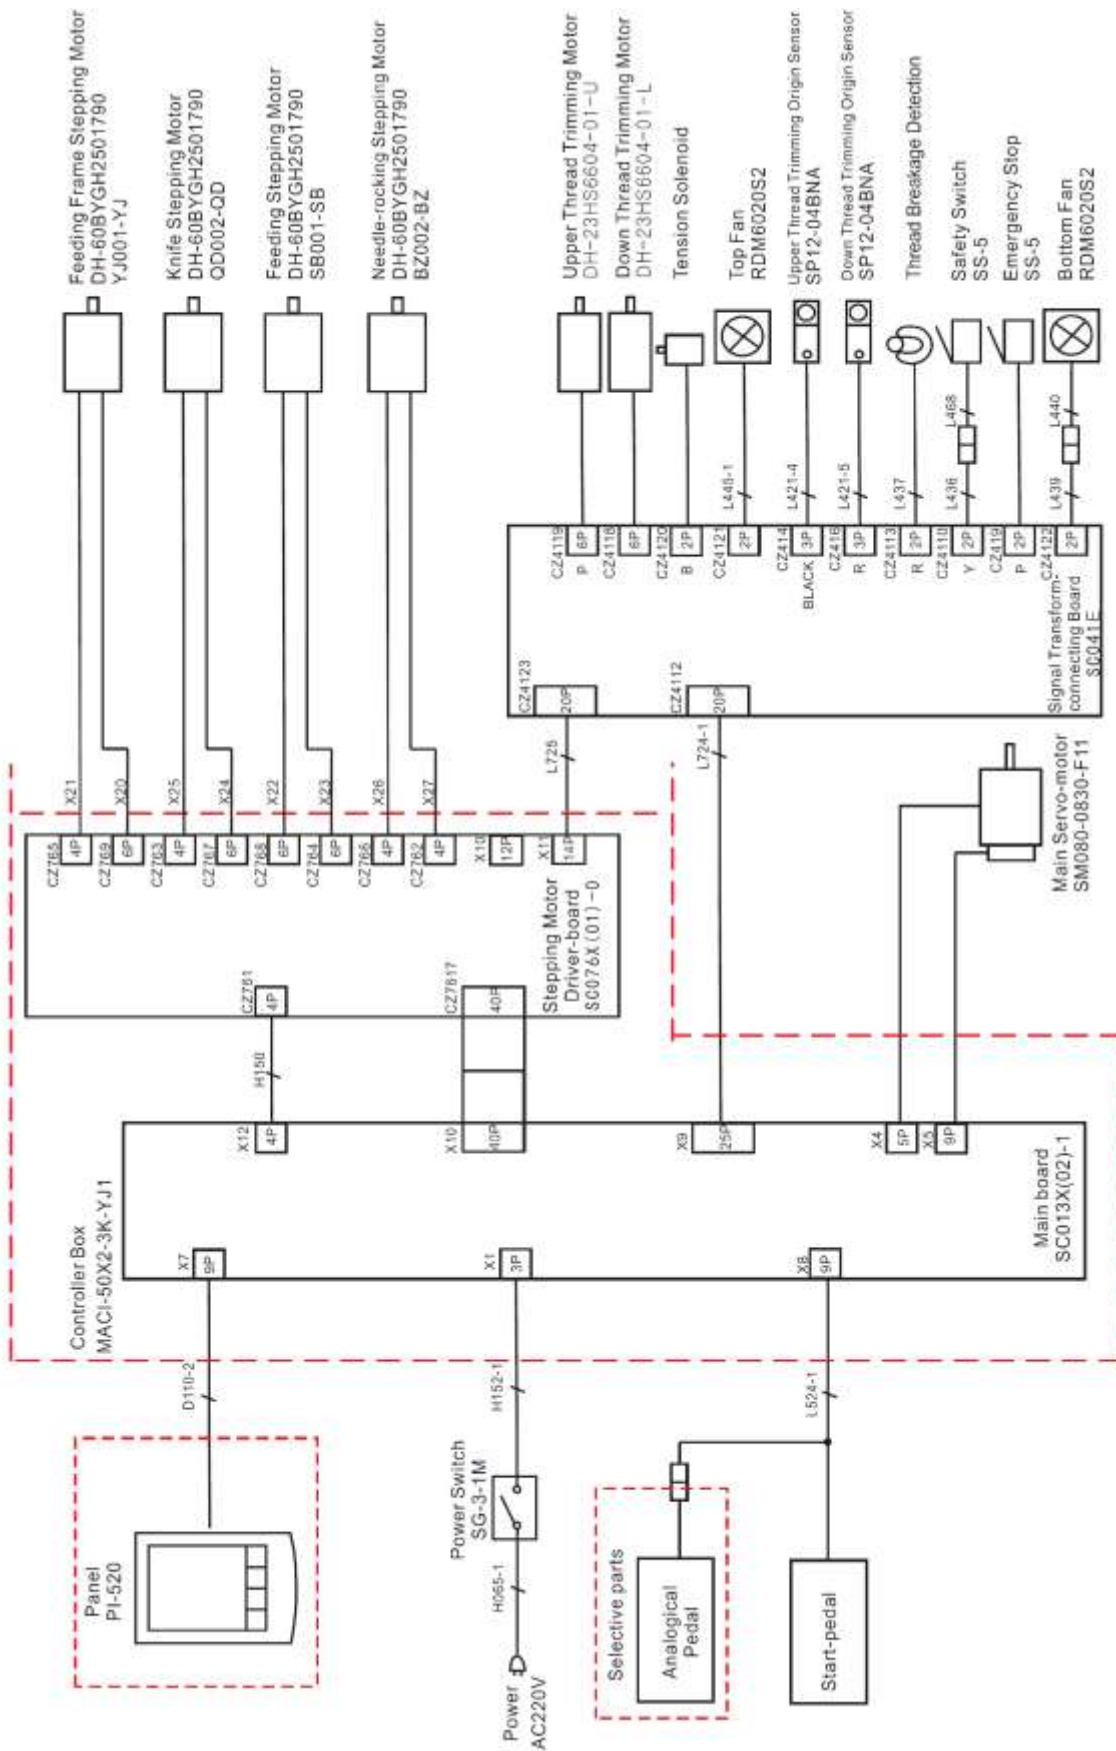 Feeding Frame Stepping Motor
DH-60BYGH2501790
YJ001-YJ
Knife Stepping Motor
DH-60BYGH2501790
QD002-QD
Feeding Stepping Motor
DH-60BYGH2501790
SB001-SB
Needle-rocking Stepping Motor
DH-60BYGH2501790
BZ002-BZ
Upper Thread Trimming Motor
DH-23HS6604-01-U
Down Thread Trimming Motor
DH-23HS6604-01-L
Tension Solenoid
Top Fan
RDM6020S2
Upper Thread Trimming Origin Sensor
SP12-04BNA
Down Thread Trimming Origin Sensor
SP12-04BNA
Thread Breakage Detection
Safety Switch
SS-5
Emergency Stop
SS-5
Bottom Fan
RDM6020S2
L445-1
L421-4
L421-5
L437
L436
L468
L439
L440
CZ4119
P
6P
CZ4118
6P
CZ4120
B
2P
CZ4121
2P
CZ414
BLACK
3P
CZ416
R
3P
CZ4113
R
2P
CZ4110
Y
2P
CZ419
P
2P
CZ4122
2P
CZ4123
20P
CZ4112
20P
Signal Transform-
connecting Board
SC041E
L725
L724-1
X21
X20
X25
X24
X22
X23
X26
X27
CZ765
4P
CZ769
6P
CZ763
4P
CZ767
6P
CZ768
6P
CZ764
6P
CZ766
4P
CZ762
4P
X10
12P
X11
14P
Stepping Motor
Driver-board
SC076X(01)-0
CZ761
4P
CZ7617
40P
H150
Main Servo-motor
SM080-0830-F11
X12
4P
X10
40P
X9
25P
X4
5P
X5
9P
Main board
SC013X(02)-1
X7
9P
X1
3P
X8
9P
Controller Box
MACI-50X2-3K-YJ1
D110-2
H152-1
L524-1
Panel
PI-520
Power Switch
SG-3-1M
H065-1
Power
AC220V
Selective parts
Analogical
Pedal
Start-pedal